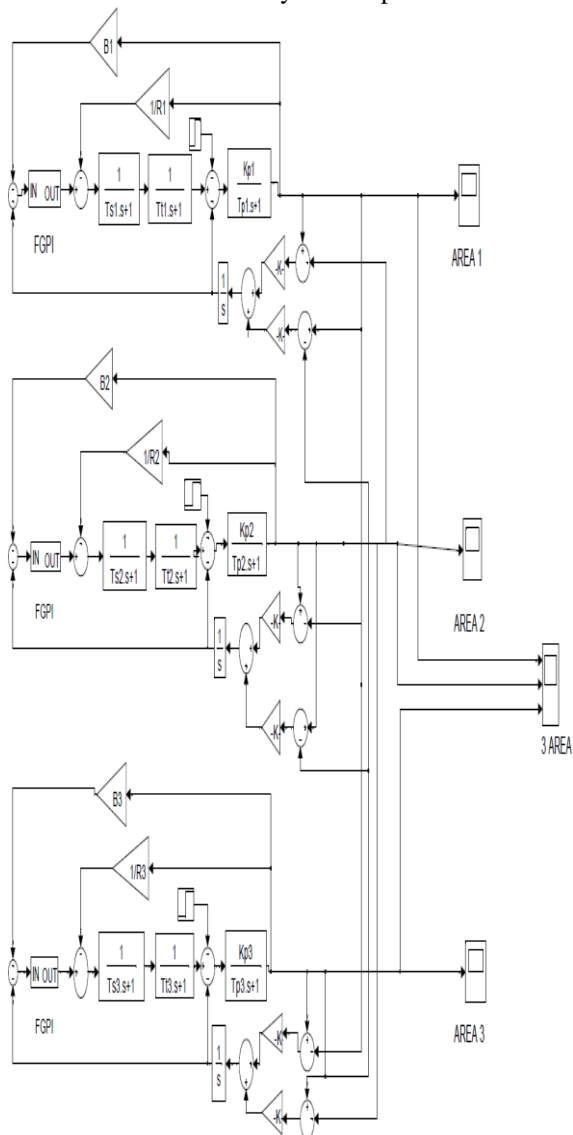 B1
1/R1
IN OUT
FGPI
1
Ts1.s+1
1
Tt1.s+1
Kp1
Tp1.s+1
AREA 1
-K-
-K-
1
s
B2
1/R2
IN OUT
FGPI
1
Ts2.s+1
1
Tt2.s+1
Kp2
Tp2.s+1
AREA 2
-K-
-K-
1
s
3 AREA
B3
1/R3
IN OUT
FGPI
1
Ts3.s+1
1
Tt3.s+1
Kp3
Tp3.s+1
AREA 3
-K-
-K-
1
s